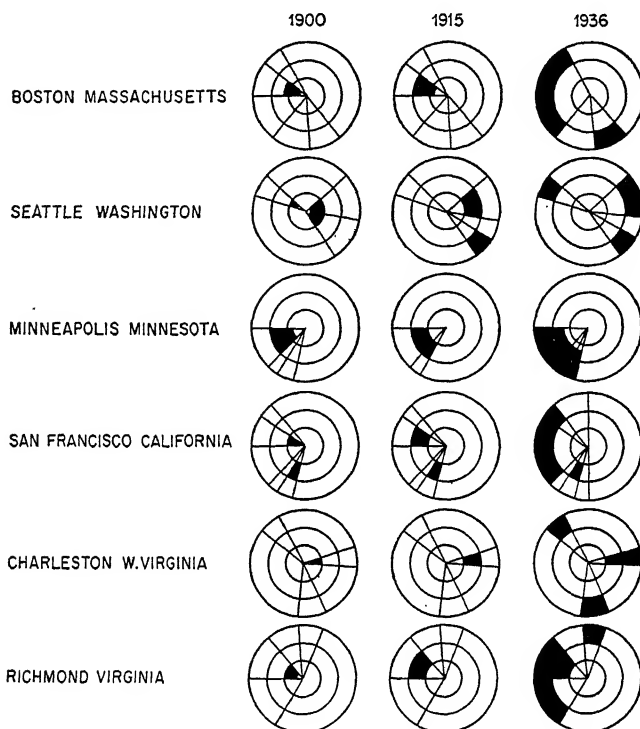 1900 1915 1936
BOSTON MASSACHUSETTS
SEATTLE WASHINGTON
MINNEAPOLIS MINNESOTA
SAN FRANCISCO CALIFORNIA
CHARLESTON W.VIRGINIA
RICHMOND VIRGINIA